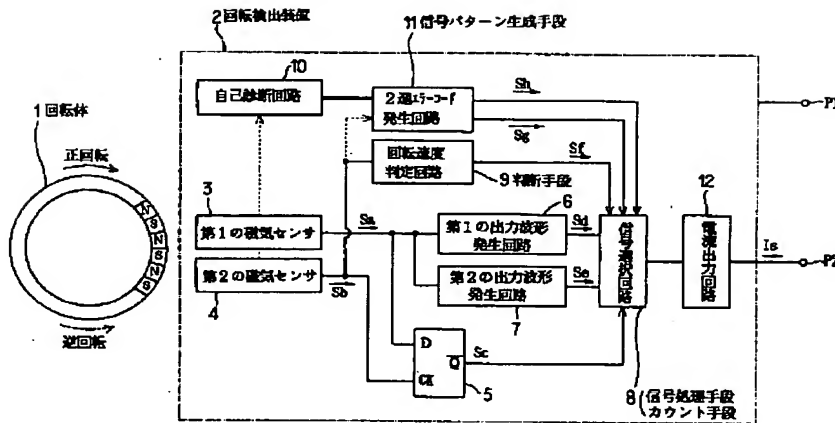 2回転検出装置
11信号パターン生成手段
10
自己診断回路
2進エラーコード
発生回路
Sh
Sg
P1
1回転体
正回転
回転速度
判定回路
Sf
9判断手段
3
第1の磁気センサ
Sa
6
第1の出力波形
発生回路
Sd
信号選択回路
12
電流出力回路
Is
P2
第2の磁気センサ
4
Sb
第2の出力波形
発生回路
Se
7
N
S
N
S
N
S
逆回転
D
CK
Q
Sc
5
8
信号処理手段
カウント手段